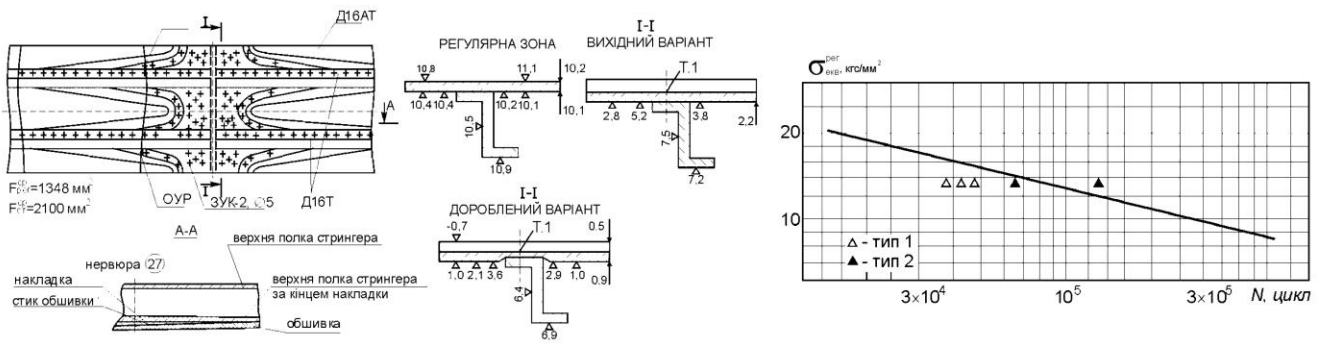 I
Д16АТ
А
F =1348 мм²
F =2100 мм²
ОУР
I
ЗУК-2, ∅5
Д16Т
А-А
верхня полка стрингера
нервюра 27
накладка
стик обшивки
верхня полка стрингера
за кінцем накладки
обшивка
РЕГУЛЯРНА ЗОНА
10,8
11,1
10,2
10,4
10,4
10,2
10,1
10,1
10,5
10,9
I-I
ВИХІДНИЙ ВАРІАНТ
Т.1
2,8
5,2
3,8
2,2
7,5
7,2
I-I
ДОРОБЛЕНИЙ ВАРІАНТ
-0,7
Т.1
0.5
1,0
2,1
3,6
2,9
1,0
0.9
6,4
6,9
σ рег екв, кгс/мм²
20
10
△ - тип 1
▲ - тип 2
3×10⁴
10⁵
3×10⁵
N, цикл